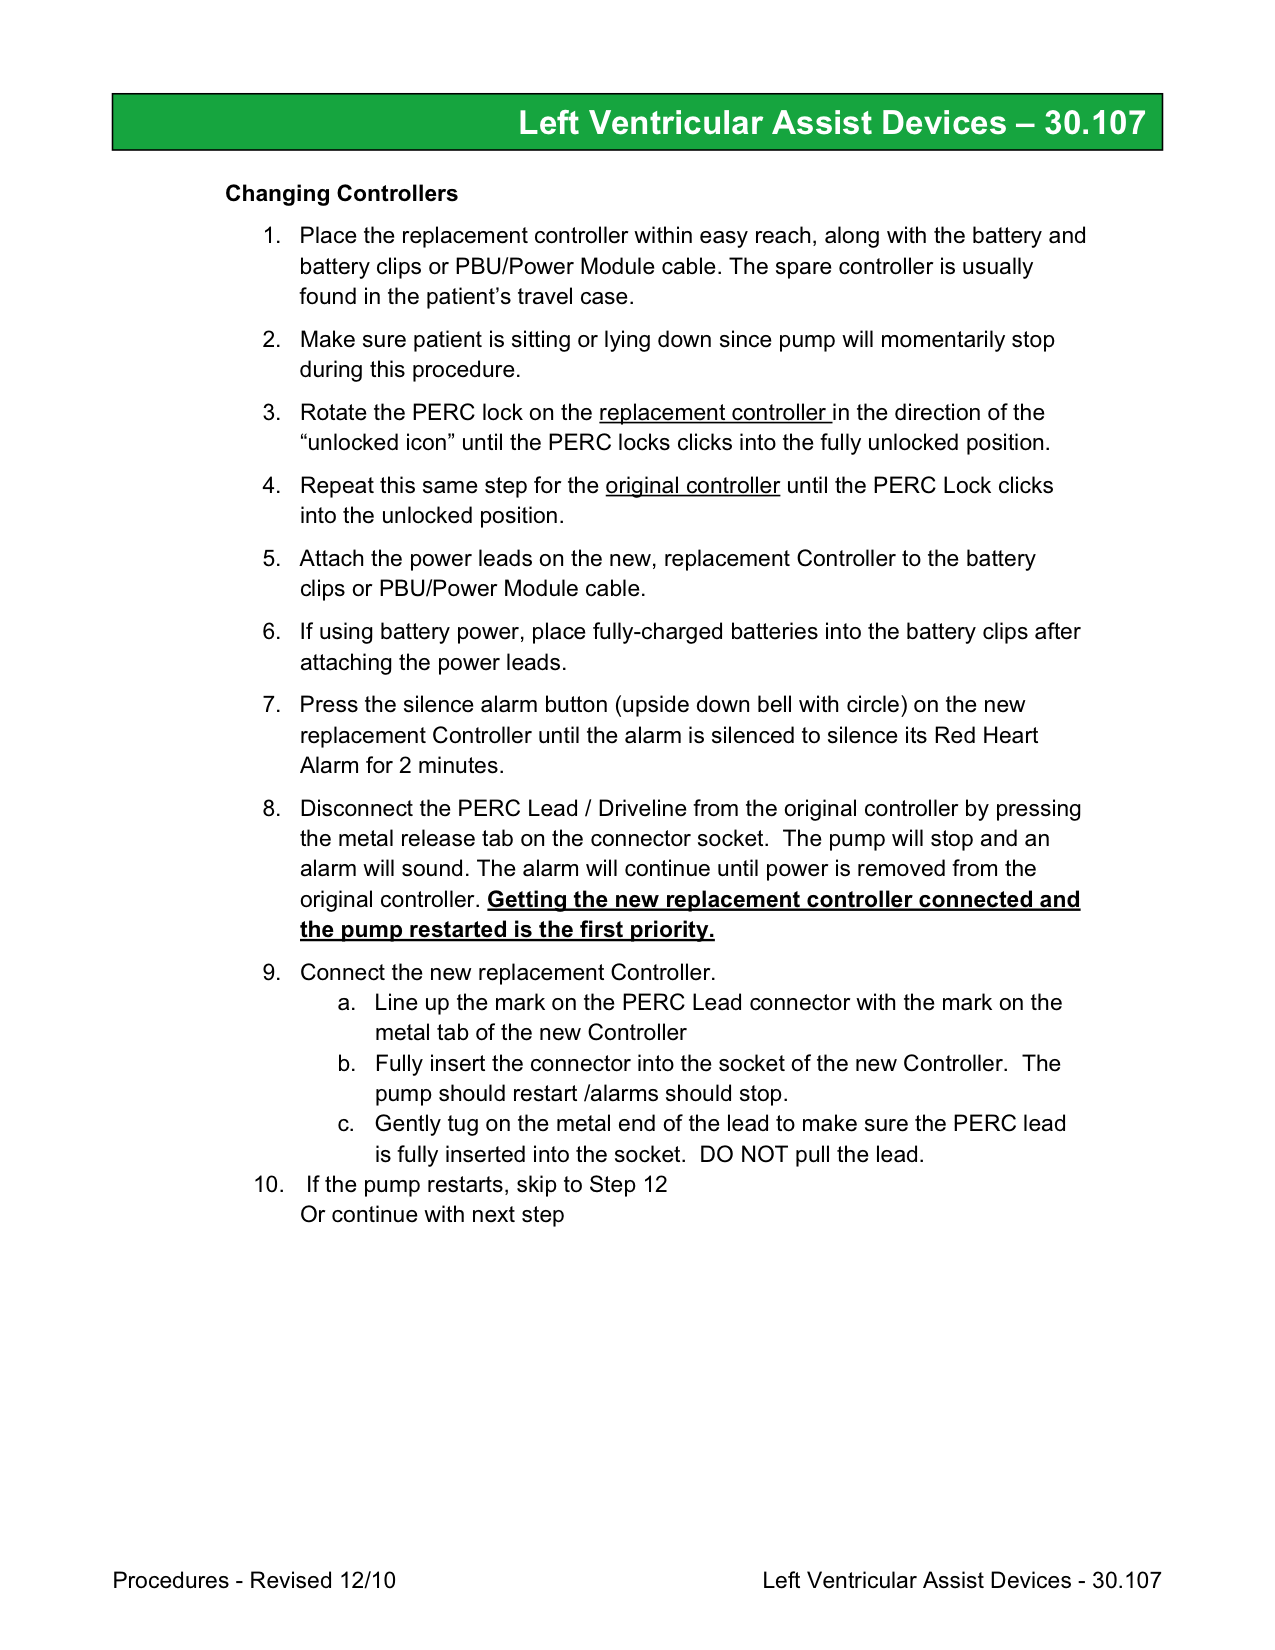 Left Ventricular Assist Devices – 30.107
Changing Controllers
1. Place the replacement controller within easy reach, along with the battery and
battery clips or PBU/Power Module cable. The spare controller is usually
found in the patient’s travel case.
2. Make sure patient is sitting or lying down since pump will momentarily stop
during this procedure.
3. Rotate the PERC lock on the replacement controller in the direction of the
“unlocked icon” until the PERC locks clicks into the fully unlocked position.
4. Repeat this same step for the original controller until the PERC Lock clicks
into the unlocked position.
5. Attach the power leads on the new, replacement Controller to the battery
clips or PBU/Power Module cable.
6. If using battery power, place fully-charged batteries into the battery clips after
attaching the power leads.
7. Press the silence alarm button (upside down bell with circle) on the new
replacement Controller until the alarm is silenced to silence its Red Heart
Alarm for 2 minutes.
8. Disconnect the PERC Lead / Driveline from the original controller by pressing
the metal release tab on the connector socket.  The pump will stop and an
alarm will sound. The alarm will continue until power is removed from the
original controller. Getting the new replacement controller connected and
the pump restarted is the first priority.
9. Connect the new replacement Controller.
a. Line up the mark on the PERC Lead connector with the mark on the
metal tab of the new Controller
b. Fully insert the connector into the socket of the new Controller.  The
pump should restart /alarms should stop.
c. Gently tug on the metal end of the lead to make sure the PERC lead
is fully inserted into the socket.  DO NOT pull the lead.
10. If the pump restarts, skip to Step 12
Or continue with next step
Procedures - Revised 12/10 Left Ventricular Assist Devices - 30.107